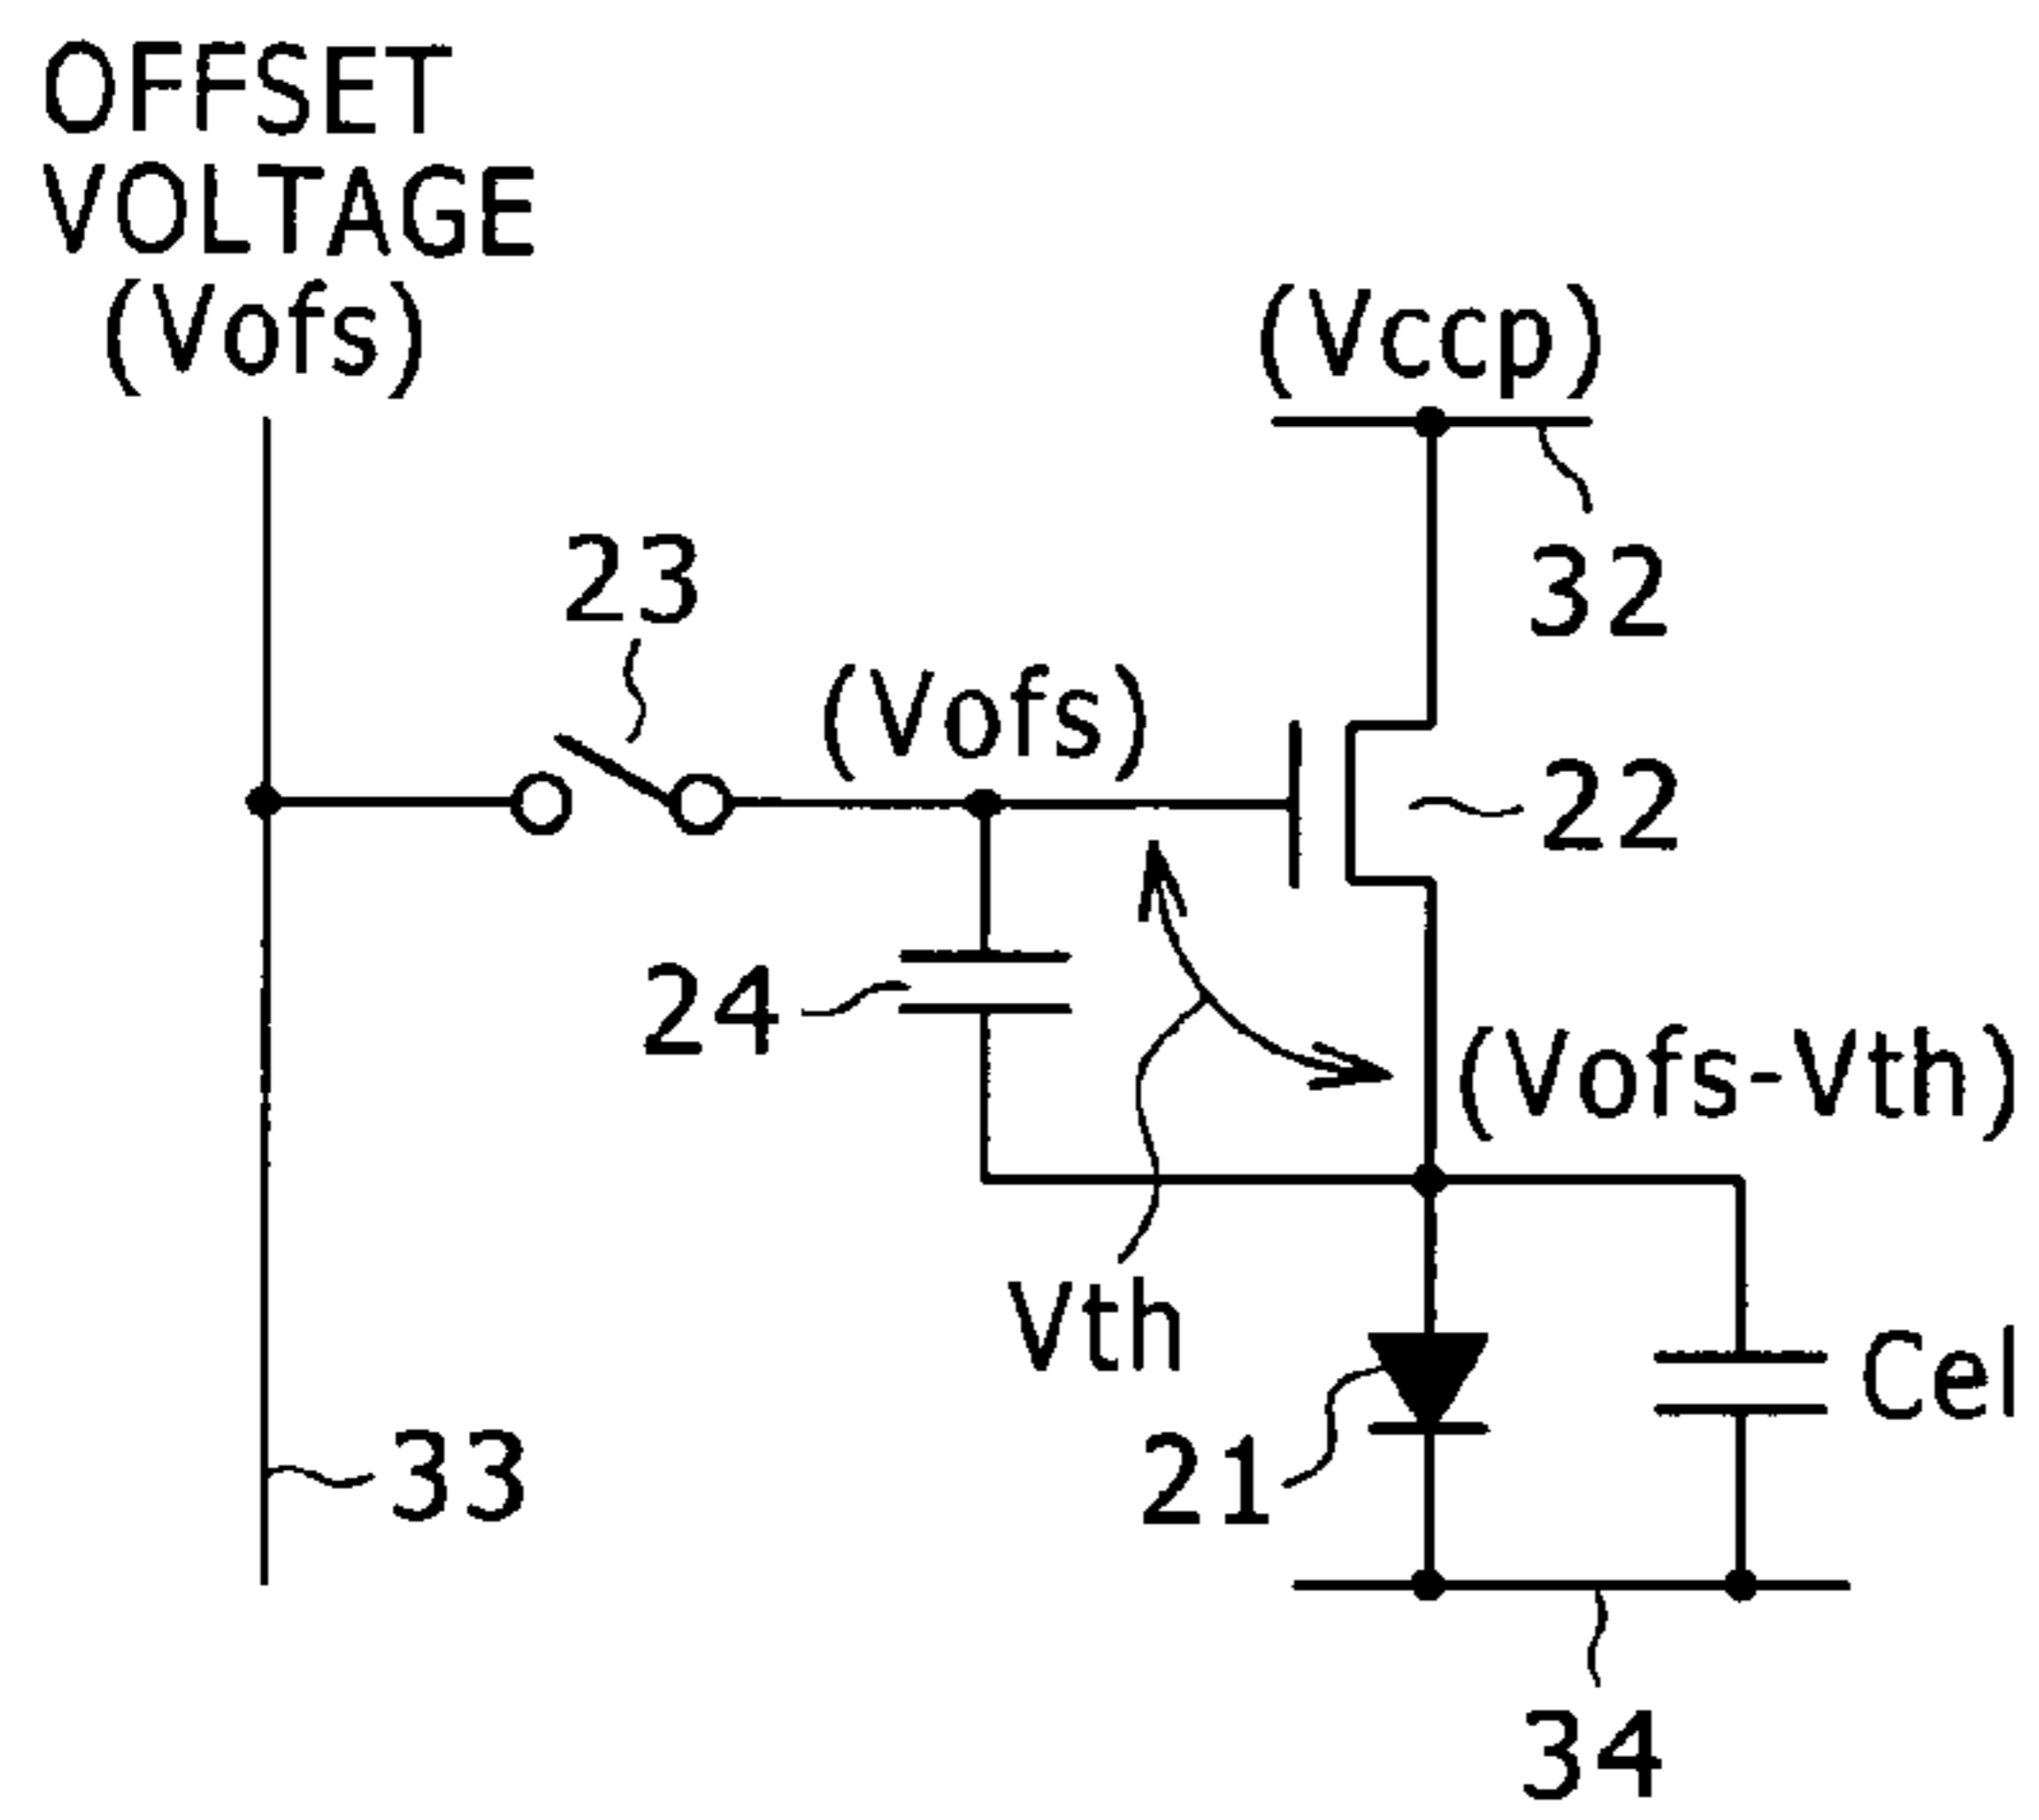 OFFSET
VOLTAGE
(Vofs)
(Vccp)
32
23
(Vofs)
22
24
(Vofs-Vth)
Vth
Cel
21
33
34